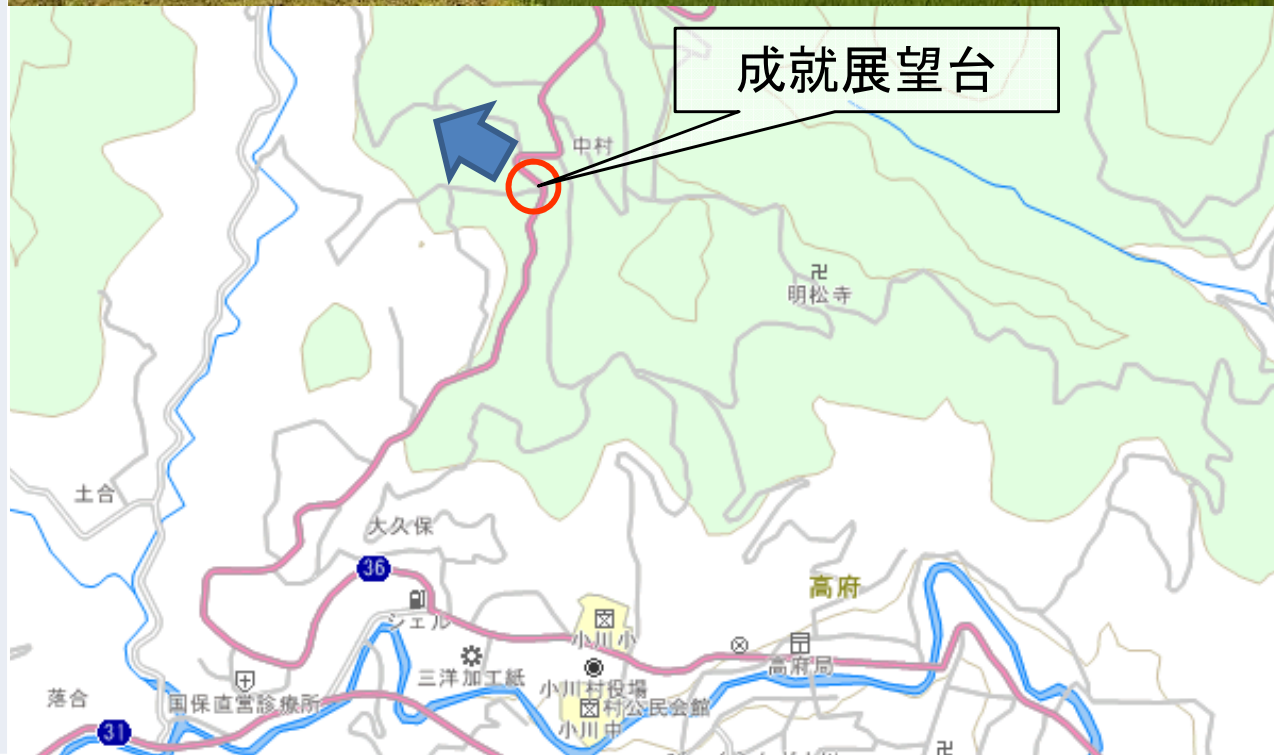 成就展望台
中村
卍
明松寺
土合
大久保
36
高府
シェル
小川小
高府局
三洋加工紙
小川村役場
国保直営診療所
村公民会館
落合
小川中
31
卍